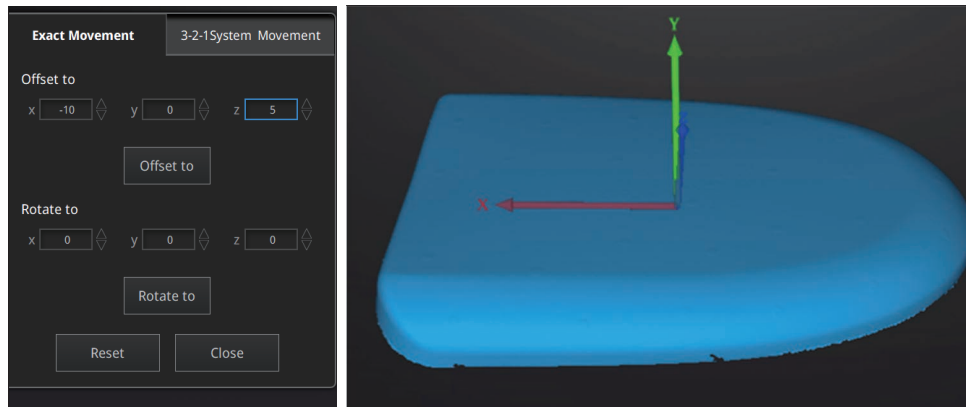 Exact Movement 3-2-1System Movement
Offset to
x -10 y 0 z 5
Offset to
Rotate to
x 0 y 0 z 0
Rotate to
Reset Close
Y
X